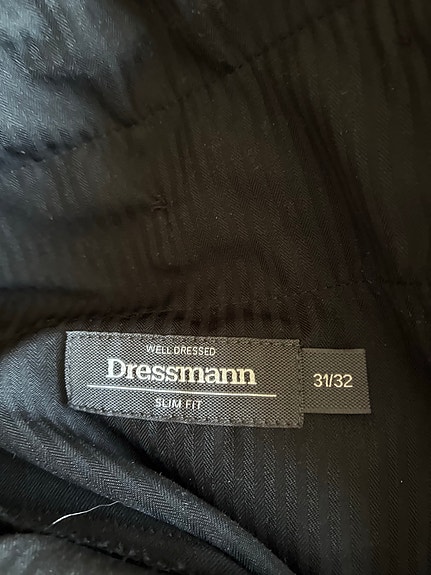 WELL DRESSED
Dressmann
SLIM FIT
31/32